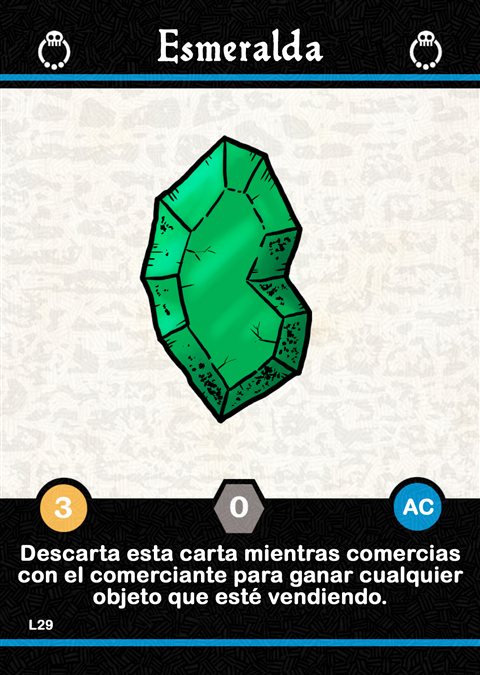 Esmeralda
3
0
AC
Descarta esta carta mientras comercias
con el comerciante para ganar cualquier
objeto que esté vendiendo.
L29